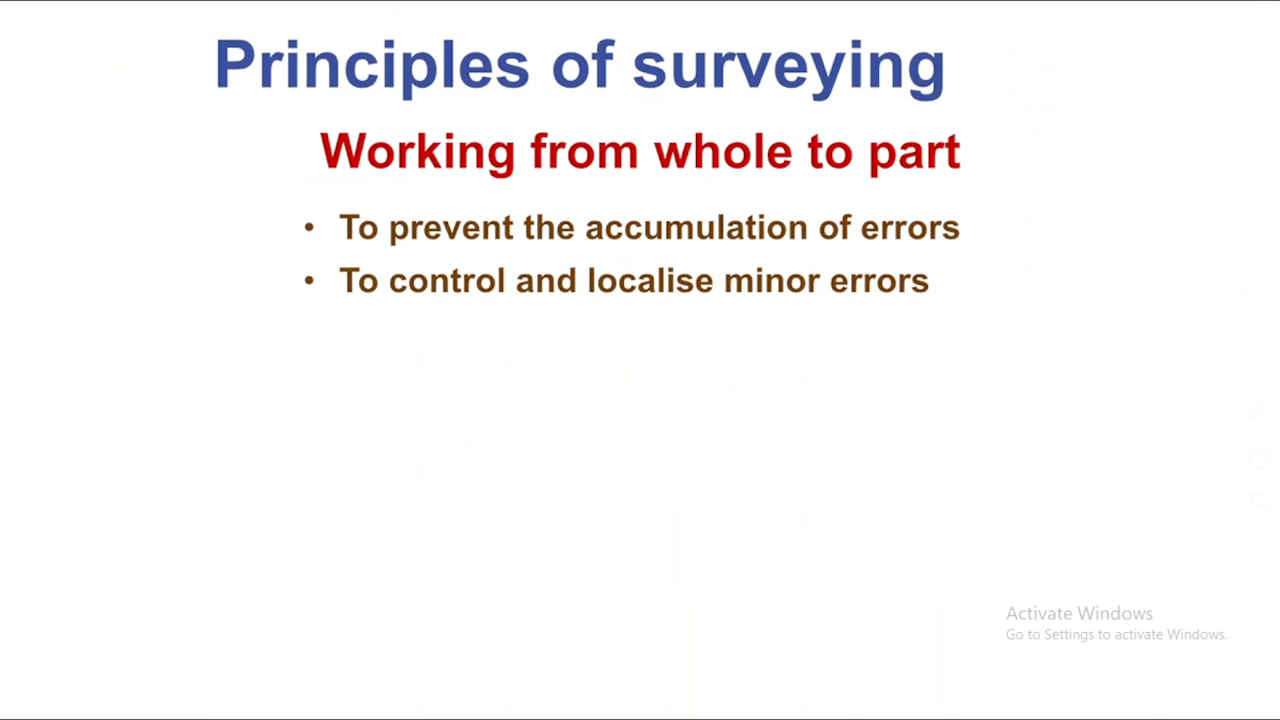 Principles of surveying
Working from whole to part
• To prevent the accumulation of errors
• To control and localise minor errors
Activate Windows
Go to Settings to activate Windows.